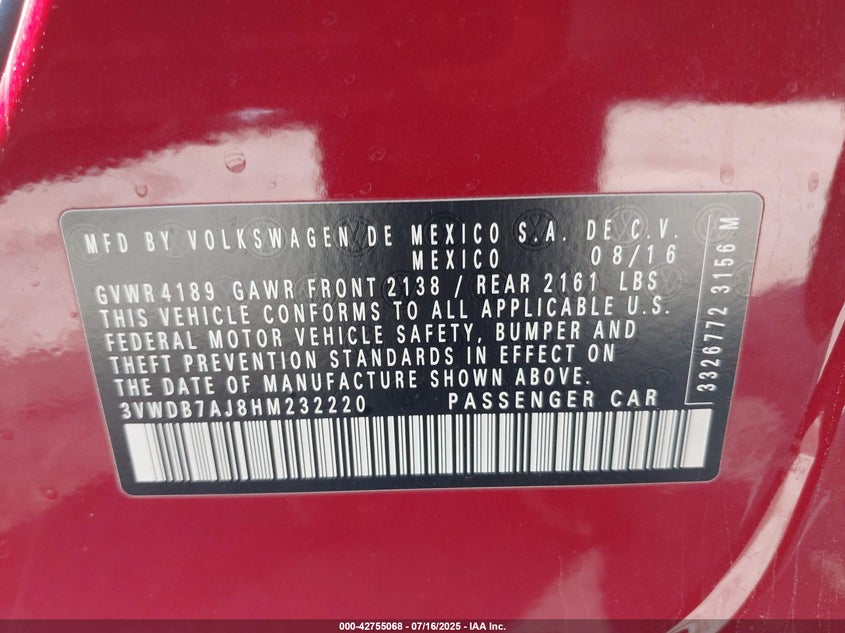 MFD BY VOLKSWAGEN DE MEXICO S.A. DE C.V.
MEXICO 08/16
GVWR 4189 GAWR FRONT 2138 / REAR 2161 LBS
THIS VEHICLE CONFORMS TO ALL APPLICABLE U.S.
FEDERAL MOTOR VEHICLE SAFETY, BUMPER AND
THEFT PREVENTION STANDARDS IN EFFECT ON
THE DATE OF MANUFACTURE SHOWN ABOVE.
3VWDB7AJ8HM232220 PASSENGER CAR
3326772 3156 M
000-42755068 - 07/16/2025 - IAA Inc.